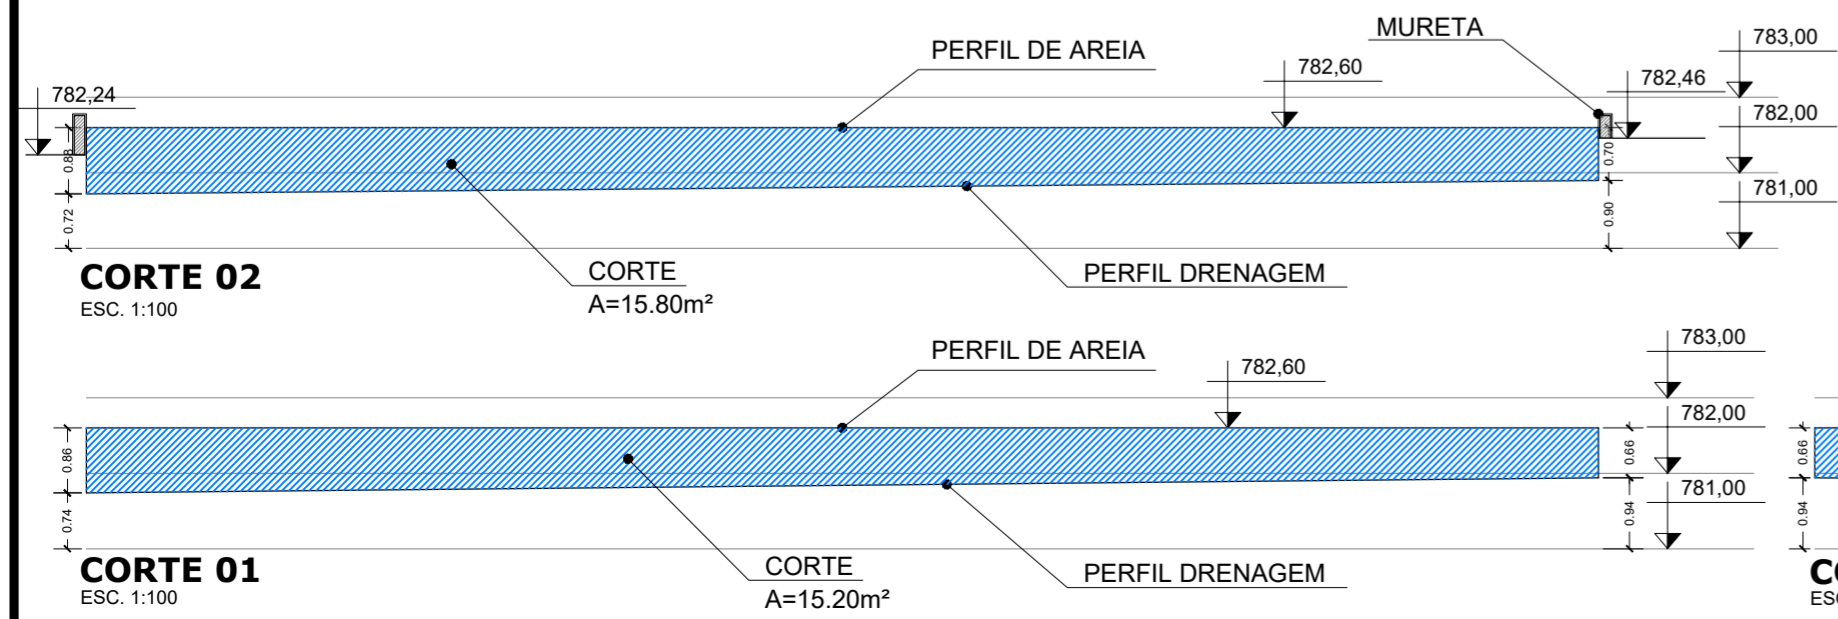 MURETA
PERFIL DE AREIA
783,00
782,60
782,46
782,24
782,00
0.88
0.70
781,00
0.72
0.90
CORTE 02
ESC. 1:100
CORTE
A=15.80m²
PERFIL DRENAGEM
PERFIL DE AREIA
783,00
782,60
782,00
0.86
0.66
0.66
781,00
0.74
0.94
0.94
CORTE 01
ESC. 1:100
CORTE
A=15.20m²
PERFIL DRENAGEM